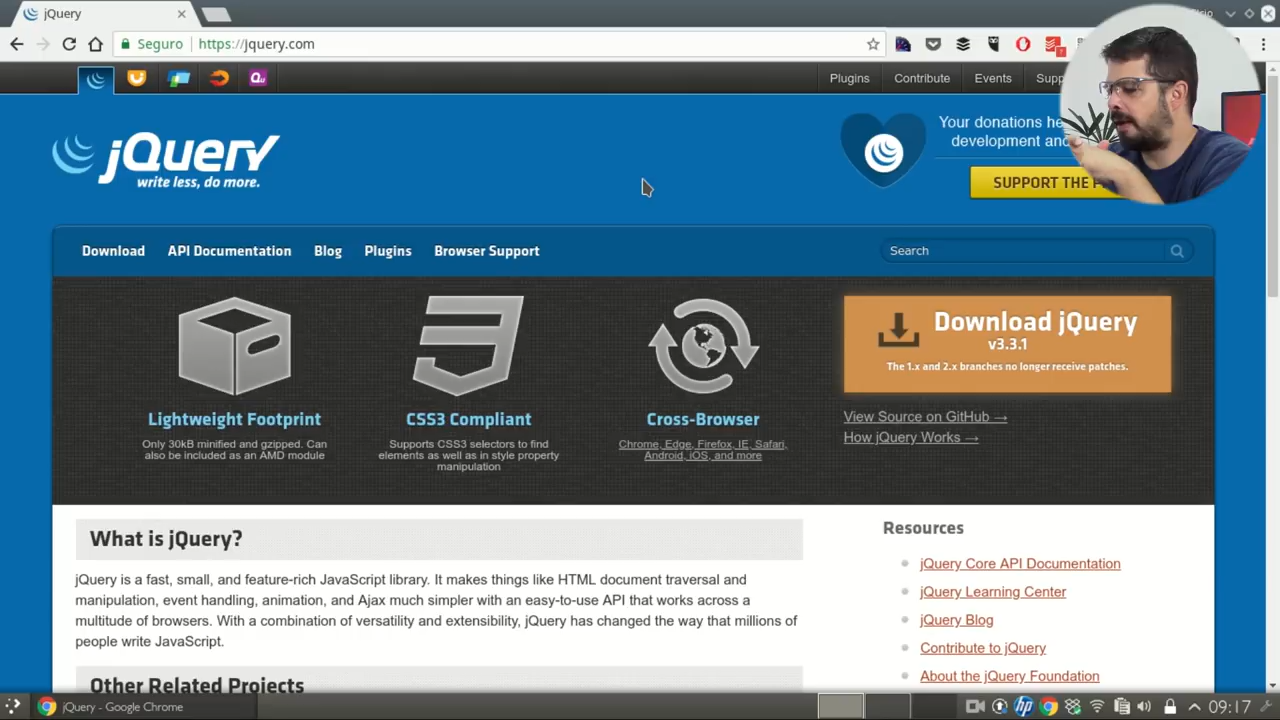 jQuery
Seguro
https://jquery.com
Plugins
Contribute
Events
jQuery
write less, do more.
Your donations
development and
SUPPORT THE
Download
API Documentation
Blog
Plugins
Browser Support
Search
Lightweight Footprint
Only 30kB minified and gzipped. Can
also be included as an AMD module
CSS3 Compliant
Supports CSS3 selectors to find
elements as well as in style property
manipulation
Cross-Browser
Chrome, Edge, Firefox, IE, Safari,
Android, iOS, and more
Download jQuery
v3.3.1
The 1.x and 2.x branches no longer receive patches.
View Source on GitHub →
How jQuery Works →
What is jQuery?
jQuery is a fast, small, and feature-rich JavaScript library. It makes things like HTML document traversal and
manipulation, event handling, animation, and Ajax much simpler with an easy-to-use API that works across a
multitude of browsers. With a combination of versatility and extensibility, jQuery has changed the way that millions of
people write JavaScript.
Other Related Projects
Resources
jQuery Core API Documentation
jQuery Learning Center
jQuery Blog
Contribute to jQuery
About the jQuery Foundation
jQuery - Google Chrome
hp
09:17